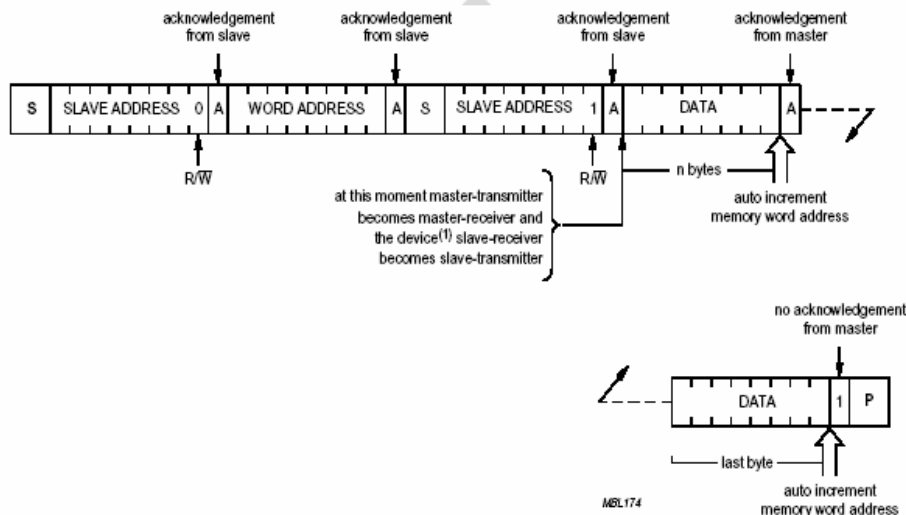 acknowledgement
from slave
acknowledgement
from slave
acknowledgement
from slave
acknowledgement
from master
S SLAVE ADDRESS 0 A WORD ADDRESS A S SLAVE ADDRESS 1 A DATA A
R/W̅
R/W̅
n bytes
at this moment master-transmitter
becomes master-receiver and
the device(1) slave-receiver
becomes slave-transmitter
auto increment
memory word address
no acknowledgement
from master
DATA 1 P
last byte
auto increment
memory word address
MBL174